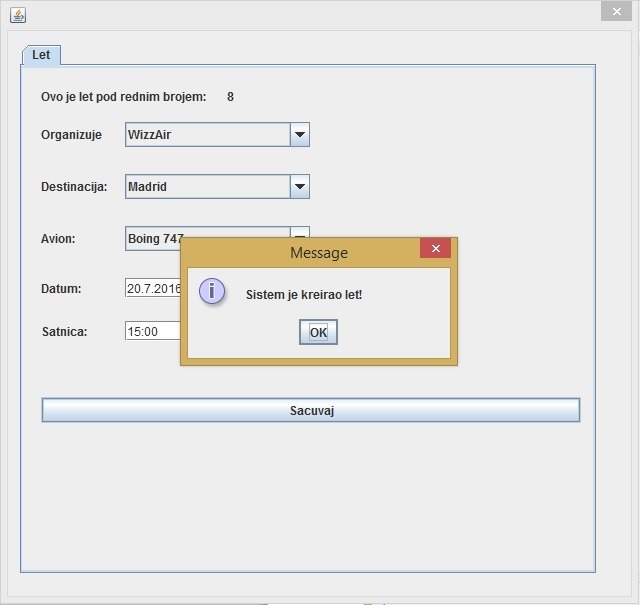 Let
Ovo je let pod rednim brojem: 8
Organizuje WizzAir
Destinacija: Madrid
Avion: Boing 747
Message
Datum: 20.7.2016
Sistem je kreirao let!
Satnica: 15:00
OK
Sacuvaj